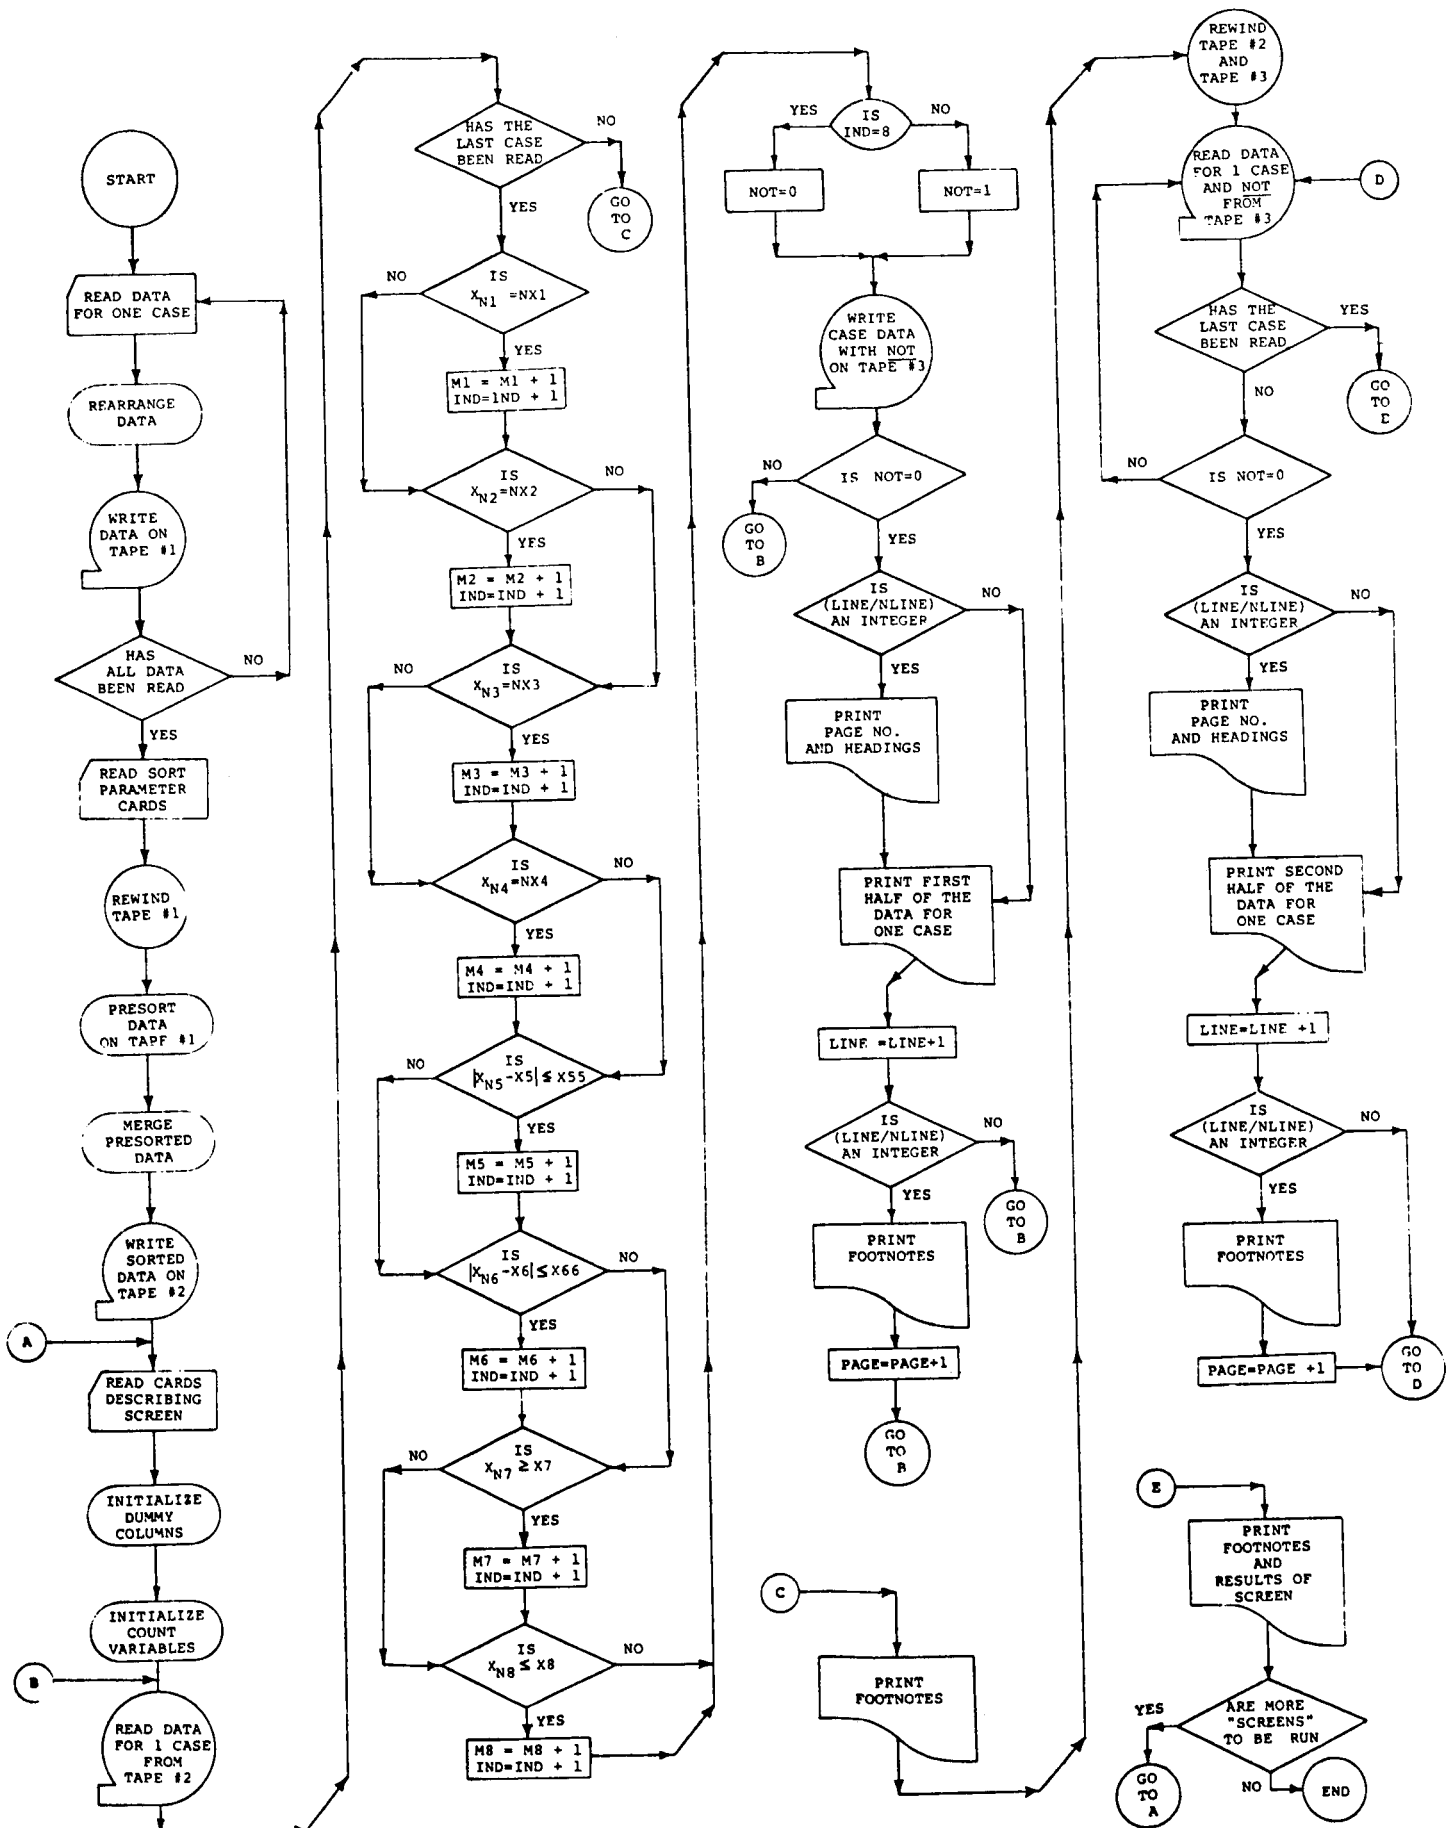 START
READ DATA
FOR ONE CASE
REARRANGE
DATA
WRITE
DATA ON
TAPE #1
HAS
ALL DATA
BEEN READ
NO
YES
READ SORT
PARAMETER
CARDS
REWIND
TAPE #1
PRESORT
DATA
ON TAPE #1
MERGE
PRESORTED
DATA
WRITE
SORTED
DATA ON
TAPE #2
A
READ CARDS
DESCRIBING
SCREEN
INITIALIZE
DUMMY
COLUMNS
INITIALIZE
COUNT
VARIABLES
B
READ DATA
FOR 1 CASE
FROM
TAPE #2
HAS THE
LAST CASE
BEEN READ
NO
GO
TO
C
YES
IS
XN1 =NX1
NO
YES
M1 = M1 + 1
IND=IND + 1
IS
XN2=NX2
NO
YES
M2 = M2 + 1
IND=IND + 1
IS
XN3=NX3
NO
YES
M3 = M3 + 1
IND=IND + 1
IS
XN4=NX4
NO
YES
M4 = M4 + 1
IND=IND + 1
IS
|XN5-X5| ≤ X55
NO
YES
M5 = M5 + 1
IND=IND + 1
IS
|XN6-X6| ≤ X66
NO
YES
M6 = M6 + 1
IND=IND + 1
IS
XN7 ≥ X7
NO
YES
M7 = M7 + 1
IND=IND + 1
IS
XN8 ≤ X8
NO
YES
M8 = M8 + 1
IND=IND + 1
IS
IND=8
YES
NO
NOT=0
NOT=1
WRITE
CASE DATA
WITH NOT
ON TAPE #3
IS NOT=0
NO
GO
TO
B
YES
IS
(LINE/NLINE)
AN INTEGER
NO
YES
PRINT
PAGE NO.
AND HEADINGS
PRINT FIRST
HALF OF THE
DATA FOR
ONE CASE
LINE =LINE+1
IS
(LINE/NLINE)
AN INTEGER
NO
GO
TO
B
YES
PRINT
FOOTNOTES
PAGE=PAGE+1
GO
TO
B
C
PRINT
FOOTNOTES
REWIND
TAPE #2
AND
TAPE #3
READ DATA
FOR 1 CASE
AND NOT
FROM
TAPE #3
D
HAS THE
LAST CASE
BEEN READ
YES
GO
TO
E
NO
IS NOT=0
NO
YES
IS
(LINE/NLINE)
AN INTEGER
NO
YES
PRINT
PAGE NO.
AND HEADINGS
PRINT SECOND
HALF OF THE
DATA FOR
ONE CASE
LINE=LINE +1
IS
(LINE/NLINE)
AN INTEGER
NO
YES
PRINT
FOOTNOTES
PAGE=PAGE +1
GO
TO
D
E
PRINT
FOOTNOTES
AND
RESULTS OF
SCREEN
ARE MORE
"SCREENS"
TO BE RUN
YES
GO
TO
A
NO
END